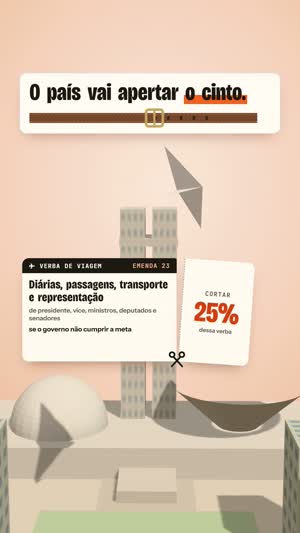 O país vai apertar o cinto.
VERBA DE VIAGEM EMENDA 23
Diárias, passagens, transporte
e representação
de presidente, vice, ministros, deputados e
senadores
se o governo não cumprir a meta
CORTAR
25%
dessa verba